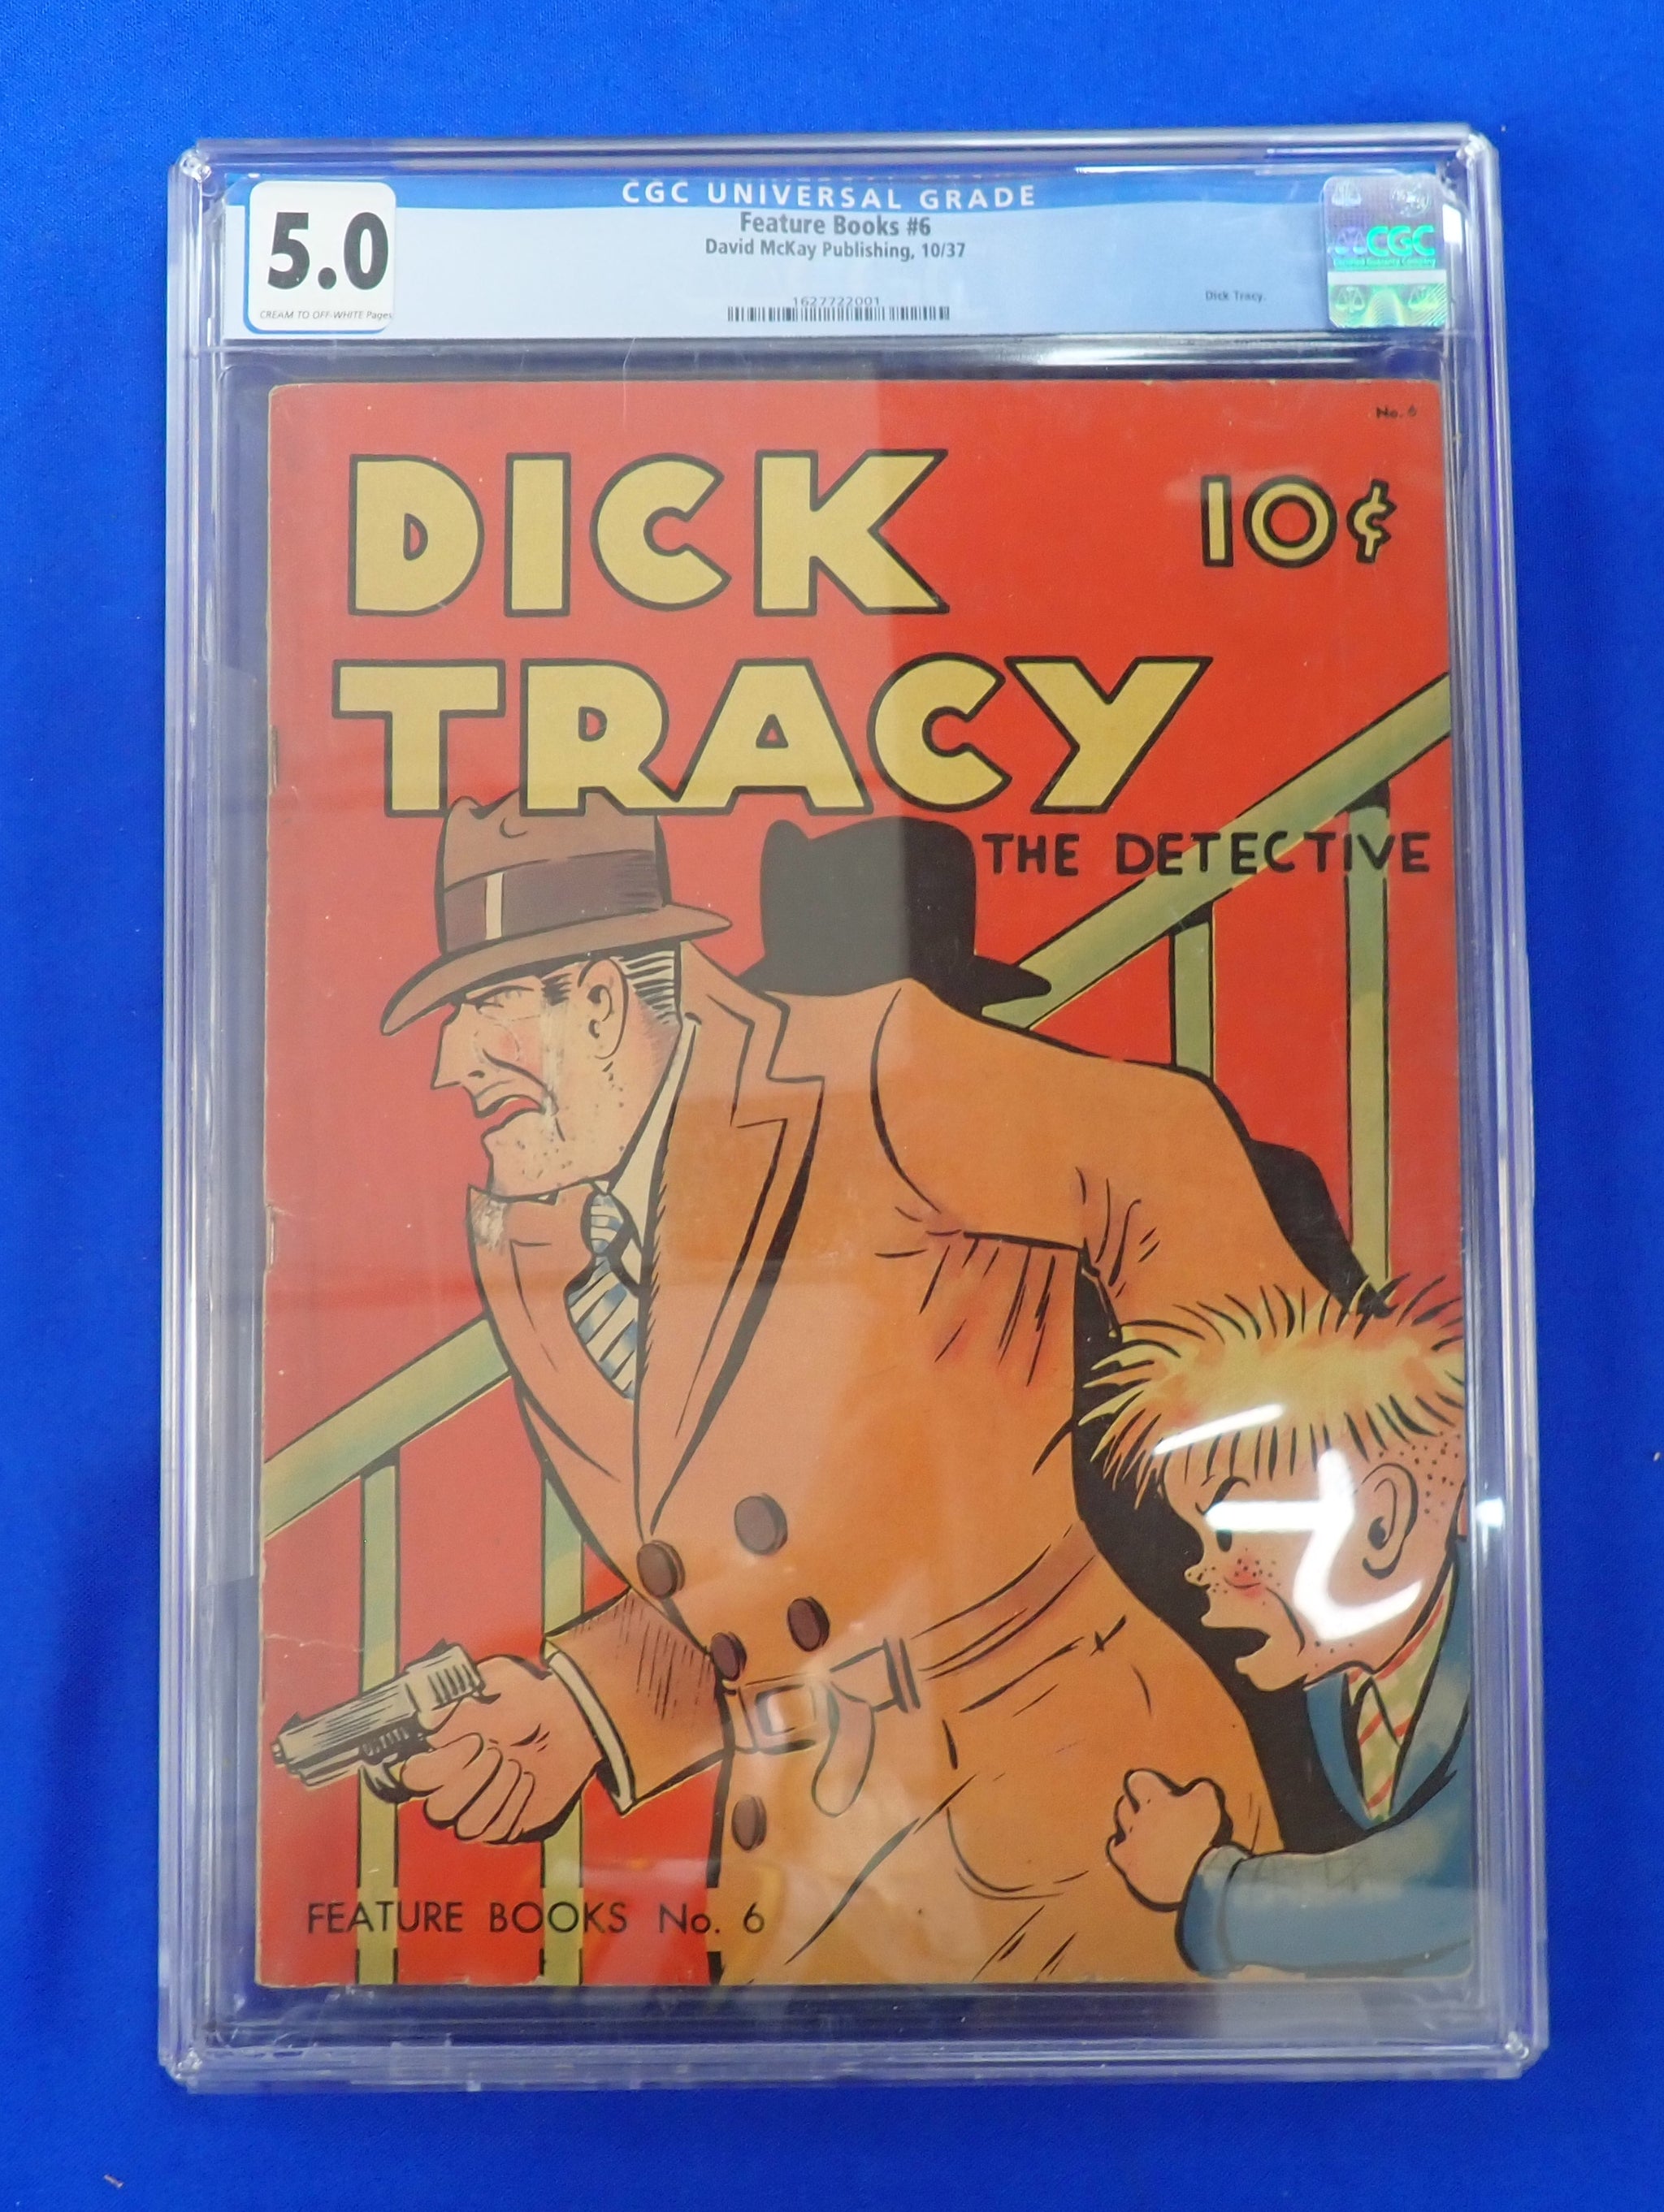 CGC UNIVERSAL GRADE
5.0
CREAM TO OFF-WHITE Pages
Feature Books #6
David McKay Publishing, 10/37
1627722001
Dick Tracy.
CGC
No. 6
DICK
10¢
TRACY
THE DETECTIVE
FEATURE BOOKS No. 6